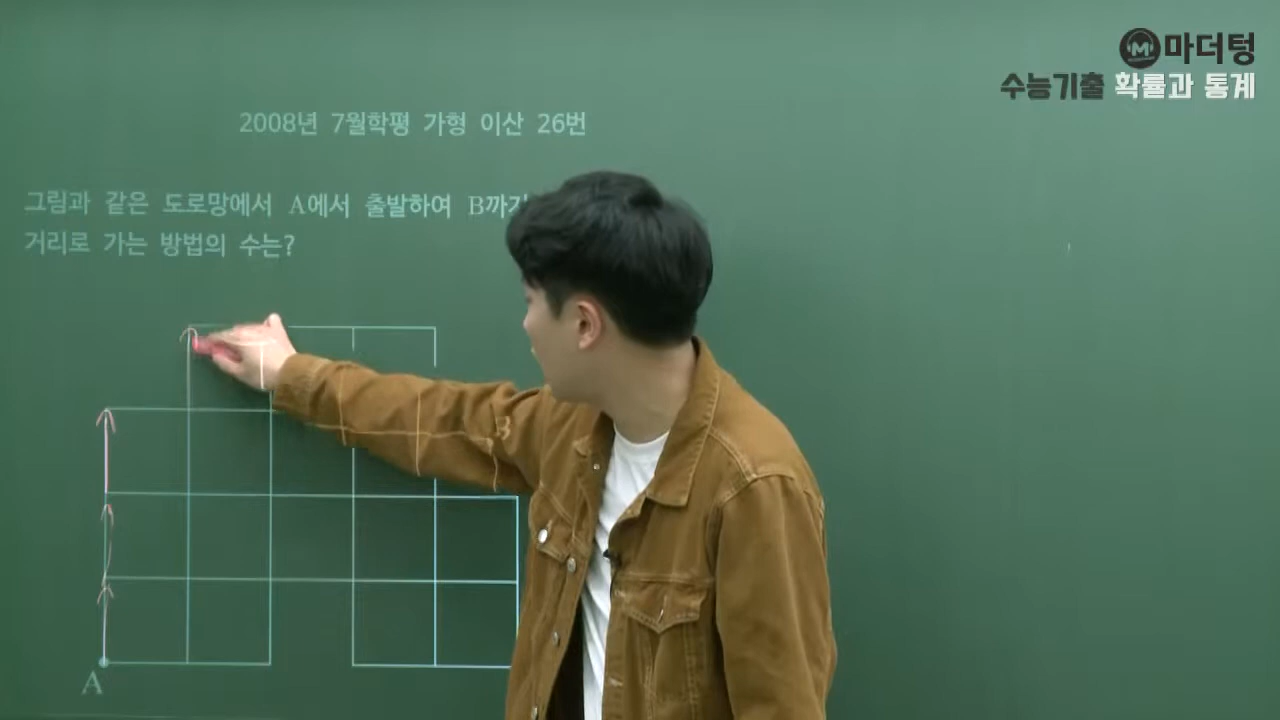 마더텅
수능기출 확률과 통계
2008년 7월학평 가형 이산 26번
그림과 같은 도로망에서 A에서 출발하여 B까지
거리로 가는 방법의 수는?
A